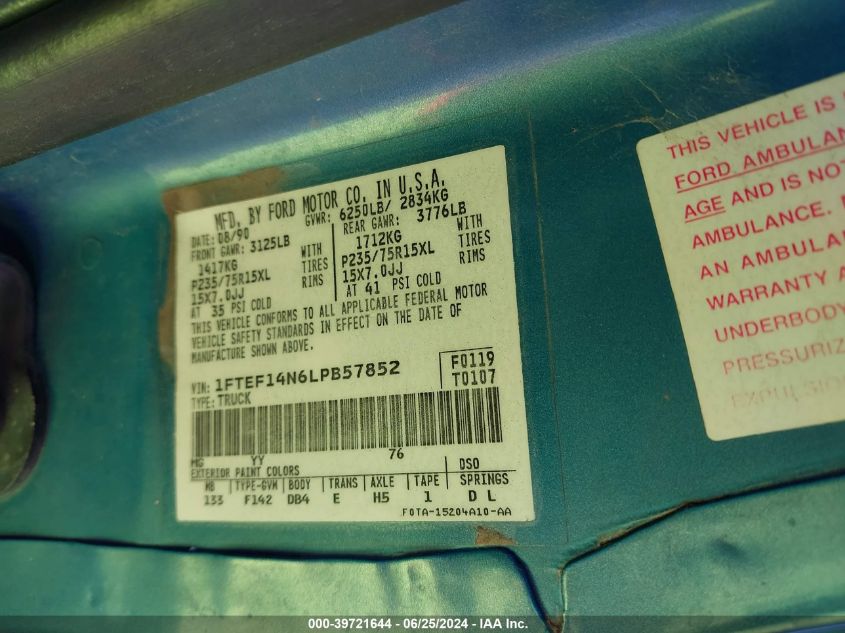 MFD. BY FORD MOTOR CO. IN U.S.A.
DATE: 08/90 GVWR: 6250LB/ 2834KG
FRONT GAWR: 3125LB REAR GAWR: 3776LB
1417KG WITH 1712KG WITH
P235/75R15XL TIRES P235/75R15XL TIRES
15X7.0JJ RIMS 15X7.0JJ RIMS
AT 35 PSI COLD AT 41 PSI COLD
THIS VEHICLE CONFORMS TO ALL APPLICABLE FEDERAL MOTOR
VEHICLE SAFETY STANDARDS IN EFFECT ON THE DATE OF
MANUFACTURE SHOWN ABOVE.
VIN: 1FTEF14N6LPB57852 F0119
TYPE: TRUCK T0107
MG YY 76
EXTERIOR PAINT COLORS DSO
WB TYPE-GVW BODY TRANS AXLE TAPE SPRINGS
133 F142 DB4 E H5 1 D L
F0TA-15204A10-AA
THIS VEHICLE IS
FORD AMBULAN
AGE AND IS NOT
AMBULANCE.
AN AMBULA
WARRANTY A
UNDERBODY
PRESSURIZ
EXPULSION
000-39721644 - 06/25/2024 - IAA Inc.